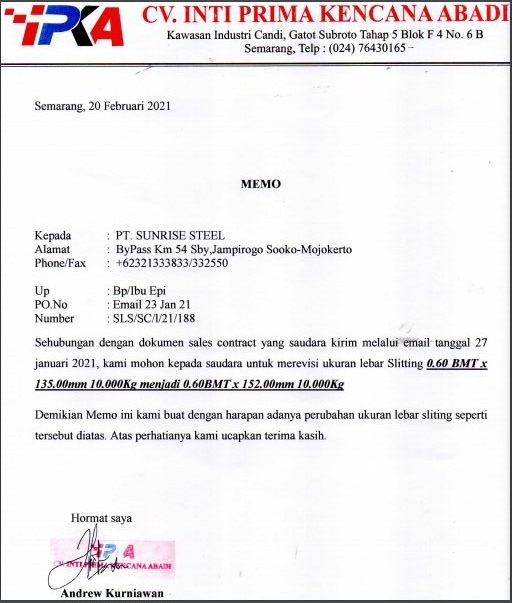 IPKA
CV. INTI PRIMA KENCANA ABADI
Kawasan Industri Candi, Gatot Subroto Tahap 5 Blok F 4 No. 6 B
Semarang, Telp : (024) 76430165 -
Semarang, 20 Februari 2021
MEMO
Kepada : PT. SUNRISE STEEL
Alamat : ByPass Km 54 Sby,Jampirogo Sooko-Mojokerto
Phone/Fax : +62321333833/332550
Up : Bp/Ibu Epi
PO.No : Email 23 Jan 21
Number : SLS/SC/I/21/188
Sehubungan dengan dokumen sales contract yang saudara kirim melalui email tanggal 27
januari 2021, kami mohon kepada saudara untuk merevisi ukuran lebar Slitting 0.60 BMT x
135.00mm 10.000Kg menjadi 0.60BMT x 152.00mm 10.000Kg
Demikian Memo ini kami buat dengan harapan adanya perubahan ukuran lebar sliting seperti
tersebut diatas. Atas perhatianya kami ucapkan terima kasih.
Hormat saya
IPKA
CV. INTI PRIMA KENCANA ABADI
Andrew Kurniawan